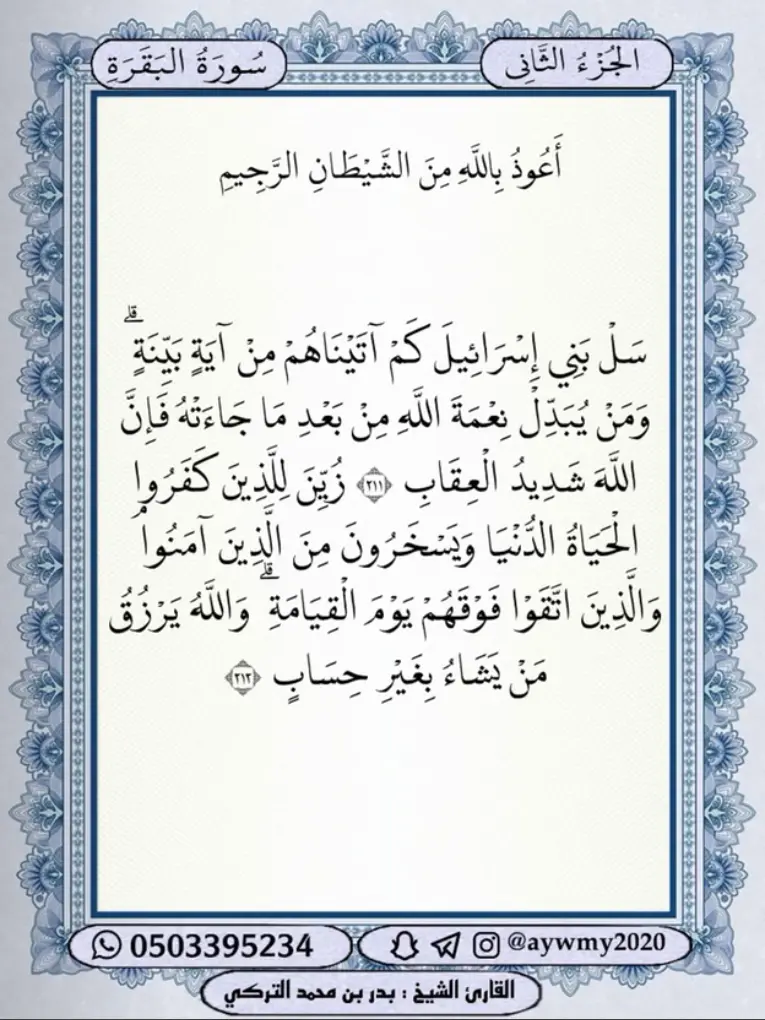 الجُزْءُ الثَّانِى
سُورَةُ البَقَرَةِ
أَعُوذُ بِاللَّهِ مِنَ الشَّيْطَانِ الرَّجِيمِ
سَلْ بَنِي إِسْرَائِيلَ كَمْ آتَيْنَاهُمْ مِنْ آيَةٍ بَيِّنَةٍ ۗ
وَمَنْ يُبَدِّلْ نِعْمَةَ اللَّهِ مِنْ بَعْدِ مَا جَاءَتْهُ فَإِنَّ
اللَّهَ شَدِيدُ الْعِقَابِ ﴿٢١١﴾ زُيِّنَ لِلَّذِينَ كَفَرُوا
الْحَيَاةُ الدُّنْيَا وَيَسْخَرُونَ مِنَ الَّذِينَ آمَنُوا ۘ
وَالَّذِينَ اتَّقَوْا فَوْقَهُمْ يَوْمَ الْقِيَامَةِ ۗ وَاللَّهُ يَرْزُقُ
مَنْ يَشَاءُ بِغَيْرِ حِسَابٍ ﴿٢١٢﴾
0503395234
@aywmy2020
القارئ الشيخ : بدر بن محمد التركي